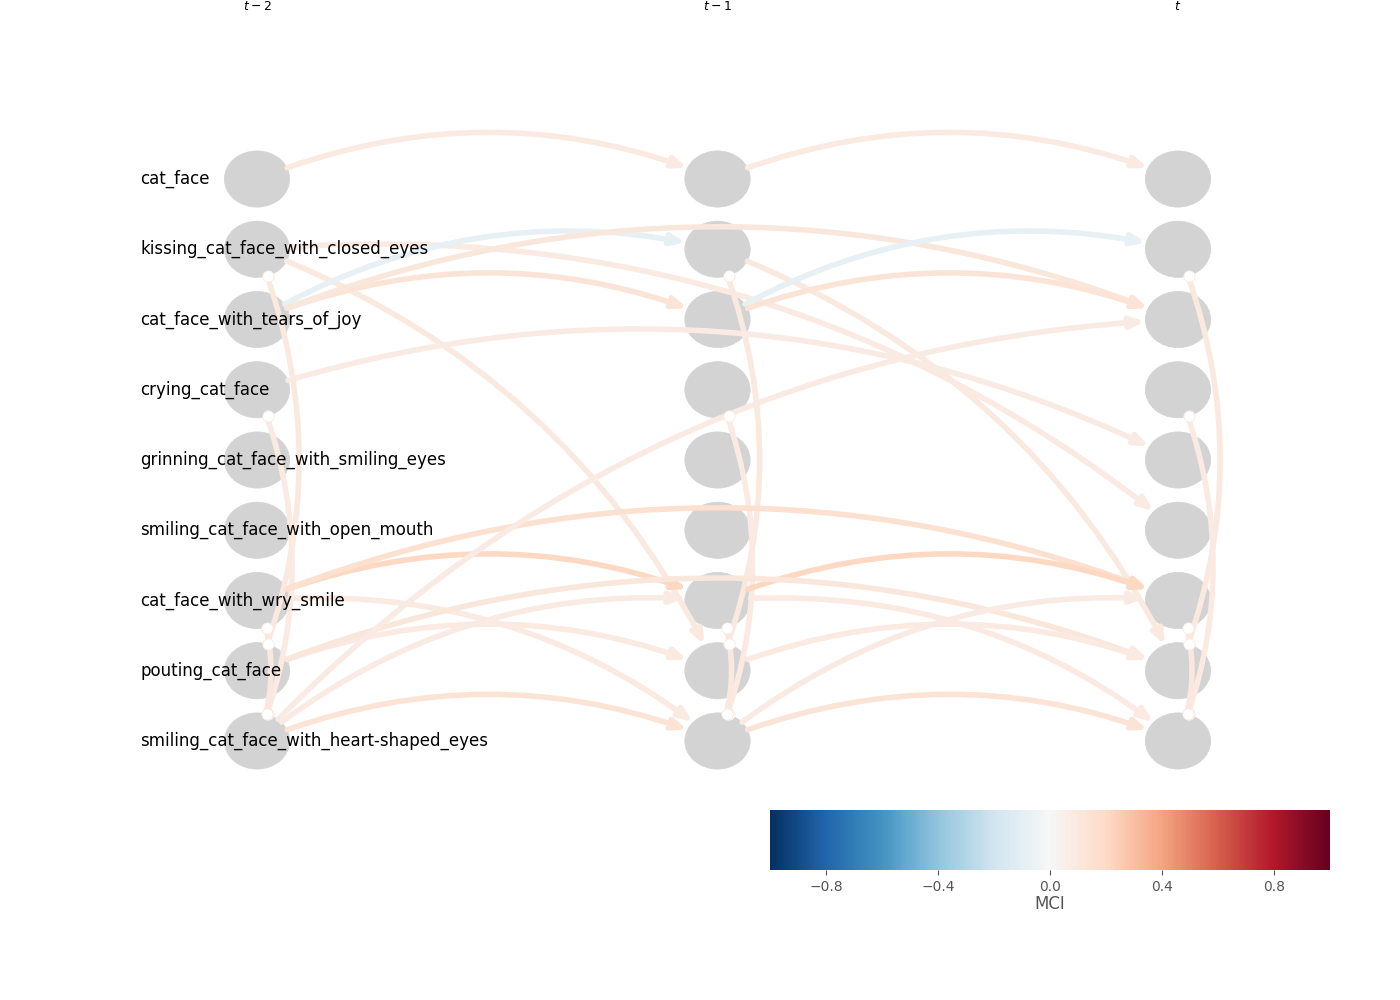 t − 2 t − 1 t
cat_face
kissing_cat_face_with_closed_eyes
cat_face_with_tears_of_joy
crying_cat_face
grinning_cat_face_with_smiling_eyes
smiling_cat_face_with_open_mouth
cat_face_with_wry_smile
pouting_cat_face
smiling_cat_face_with_heart-shaped_eyes
−0.8 −0.4 0.0 0.4 0.8
MCI